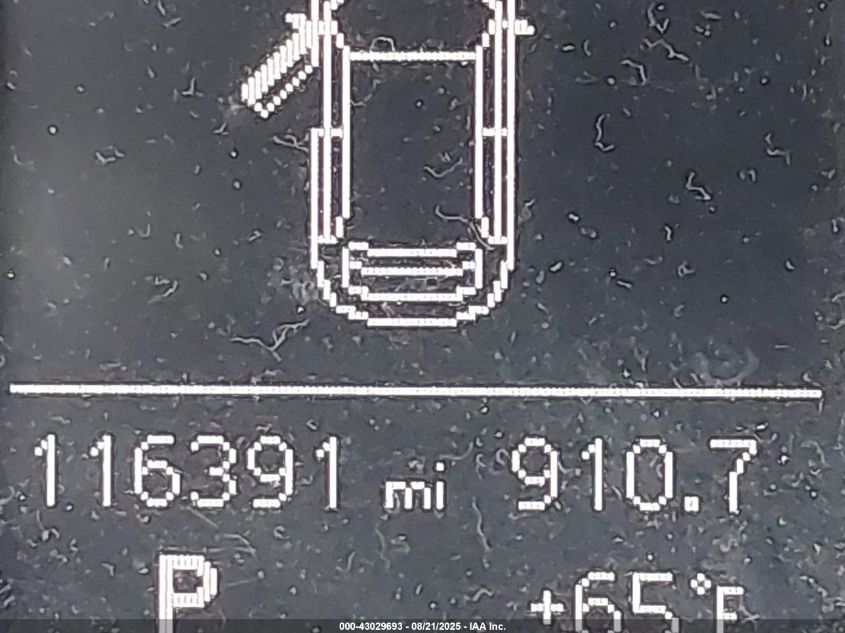 116391 mi 910.7
P +65°F
000-43029693 - 08/21/2025 - IAA Inc.